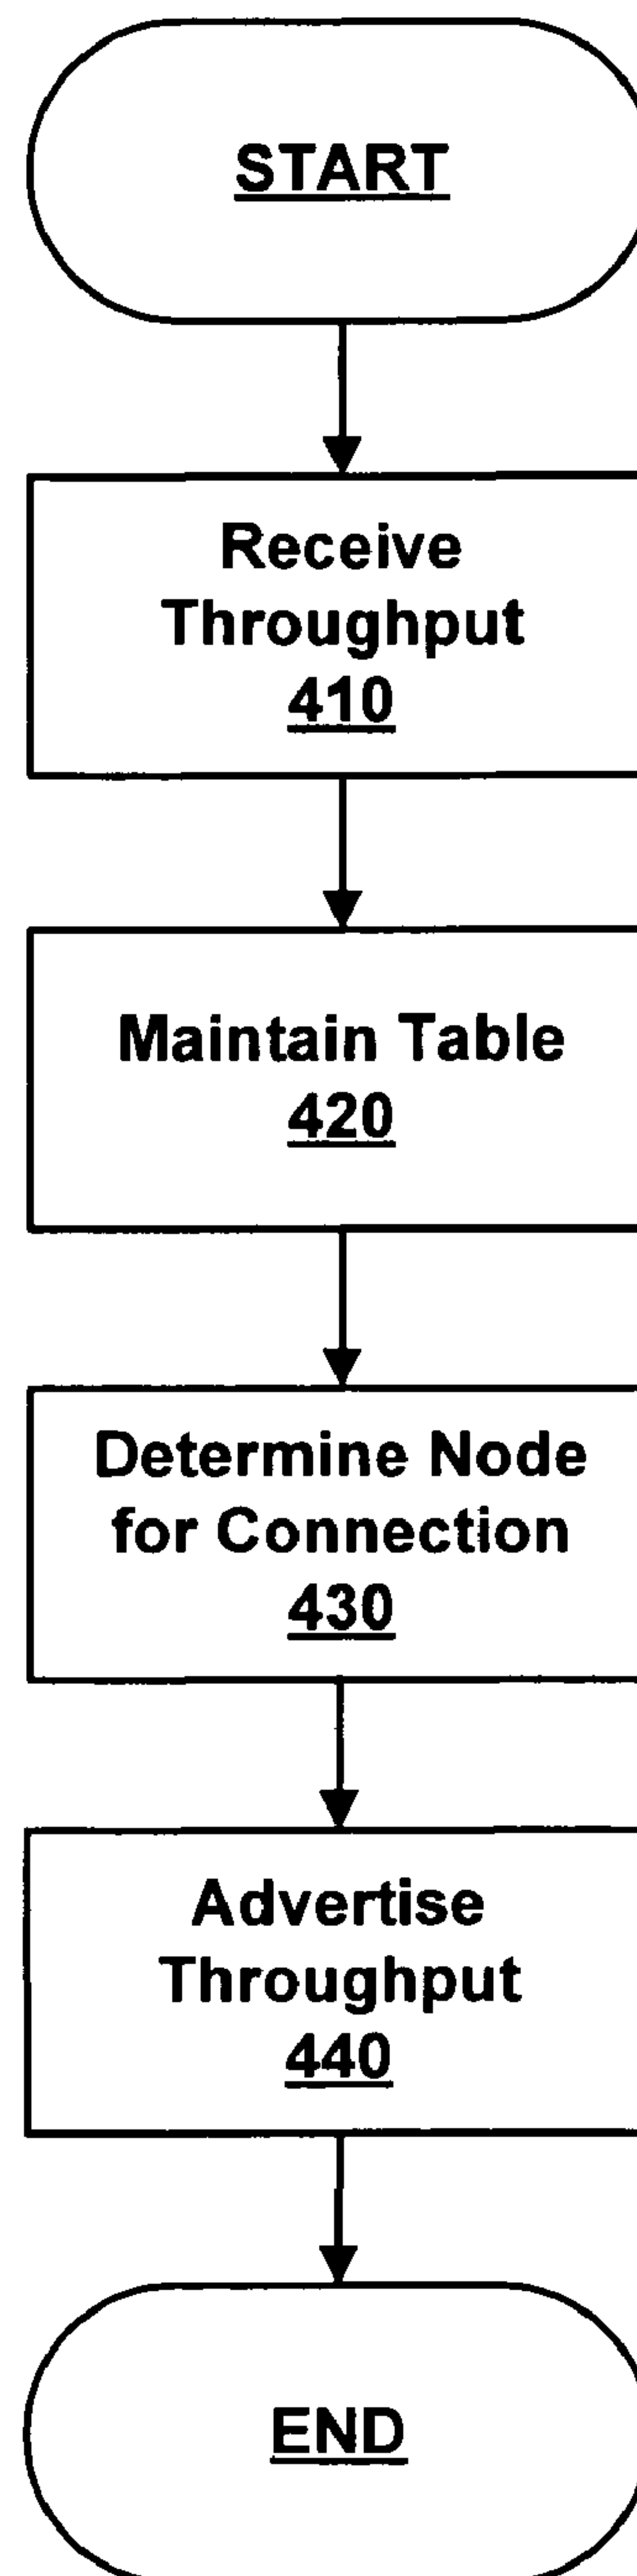 START
Receive
Throughput
410
Maintain Table
420
Determine Node
for Connection
430
Advertise
Throughput
440
END